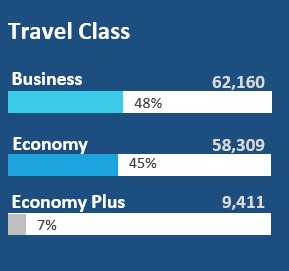 Travel Class
Business 62,160
48%
Economy 58,309
45%
Economy Plus 9,411
7%